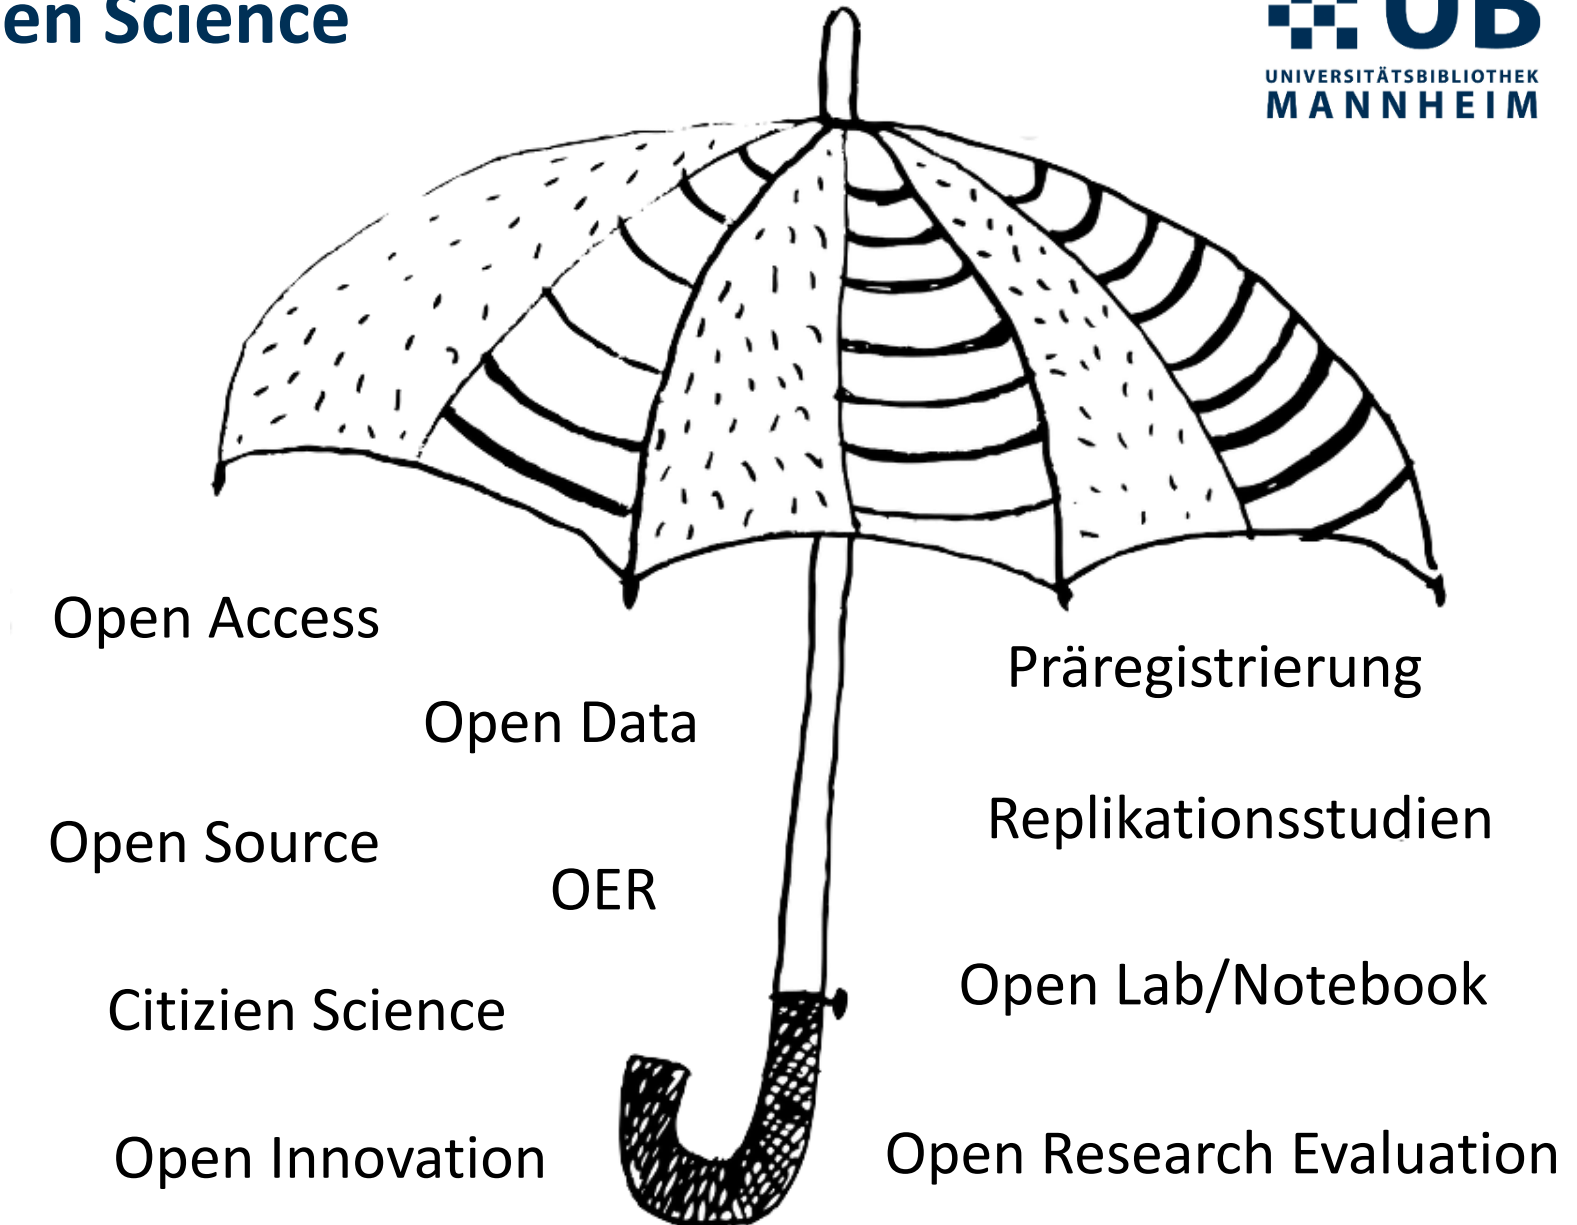 en Science
UB
UNIVERSITÄTSBIBLIOTHEK
MANNHEIM
Open Access
Präregistrierung
Open Data
Replikationsstudien
Open Source
OER
Open Lab/Notebook
Citizien Science
Open Research Evaluation
Open Innovation